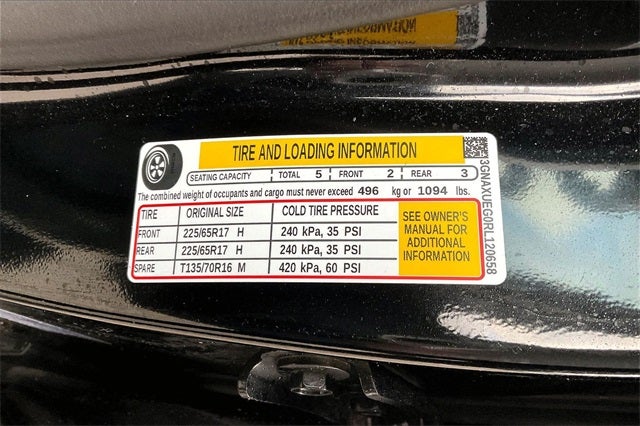 TIRE AND LOADING INFORMATION
SEATING CAPACITY TOTAL 5 FRONT 2 REAR 3
The combined weight of occupants and cargo must never exceed 496 kg or 1094 lbs.
TIRE ORIGINAL SIZE COLD TIRE PRESSURE
FRONT 225/65R17 H 240 kPa, 35 PSI
REAR 225/65R17 H 240 kPa, 35 PSI
SPARE T135/70R16 M 420 kPa, 60 PSI
SEE OWNER'S
MANUAL FOR
ADDITIONAL
INFORMATION
3GNAXUEG0RL120658